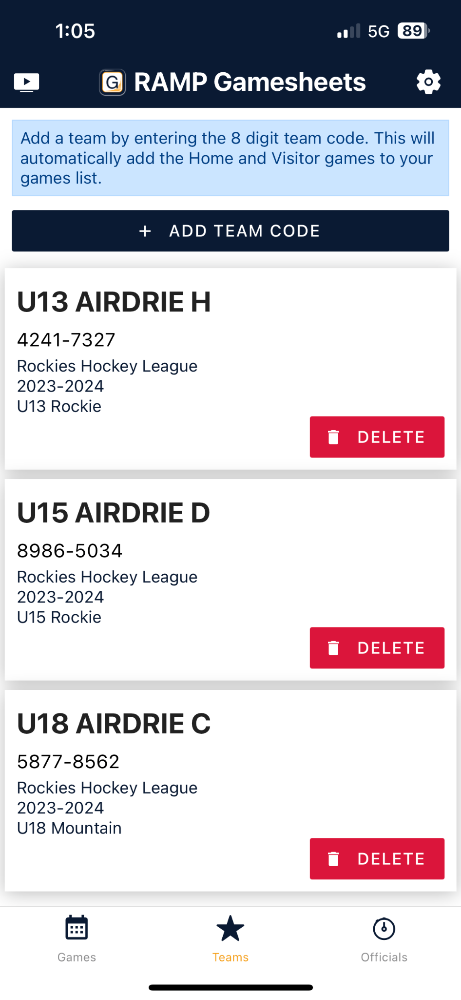 1:05
5G 89
G RAMP Gamesheets
Add a team by entering the 8 digit team code. This will
automatically add the Home and Visitor games to your
games list.
+ ADD TEAM CODE
U13 AIRDRIE H
4241-7327
Rockies Hockey League
2023-2024
U13 Rockie
DELETE
U15 AIRDRIE D
8986-5034
Rockies Hockey League
2023-2024
U15 Rockie
DELETE
U18 AIRDRIE C
5877-8562
Rockies Hockey League
2023-2024
U18 Mountain
DELETE
Games Teams Officials